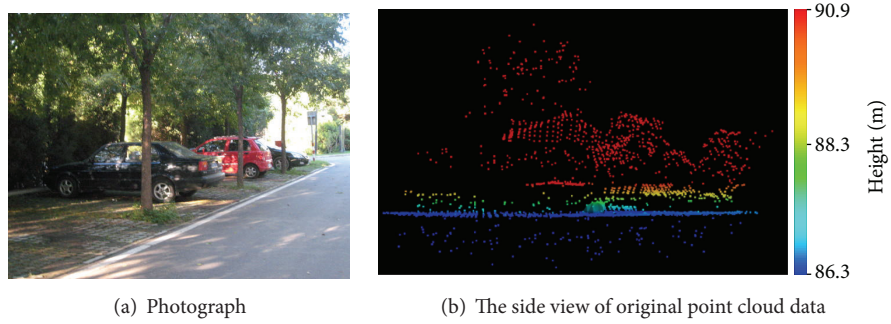 90.9
88.3
86.3
Height (m)
(a) Photograph
(b) The side view of original point cloud data